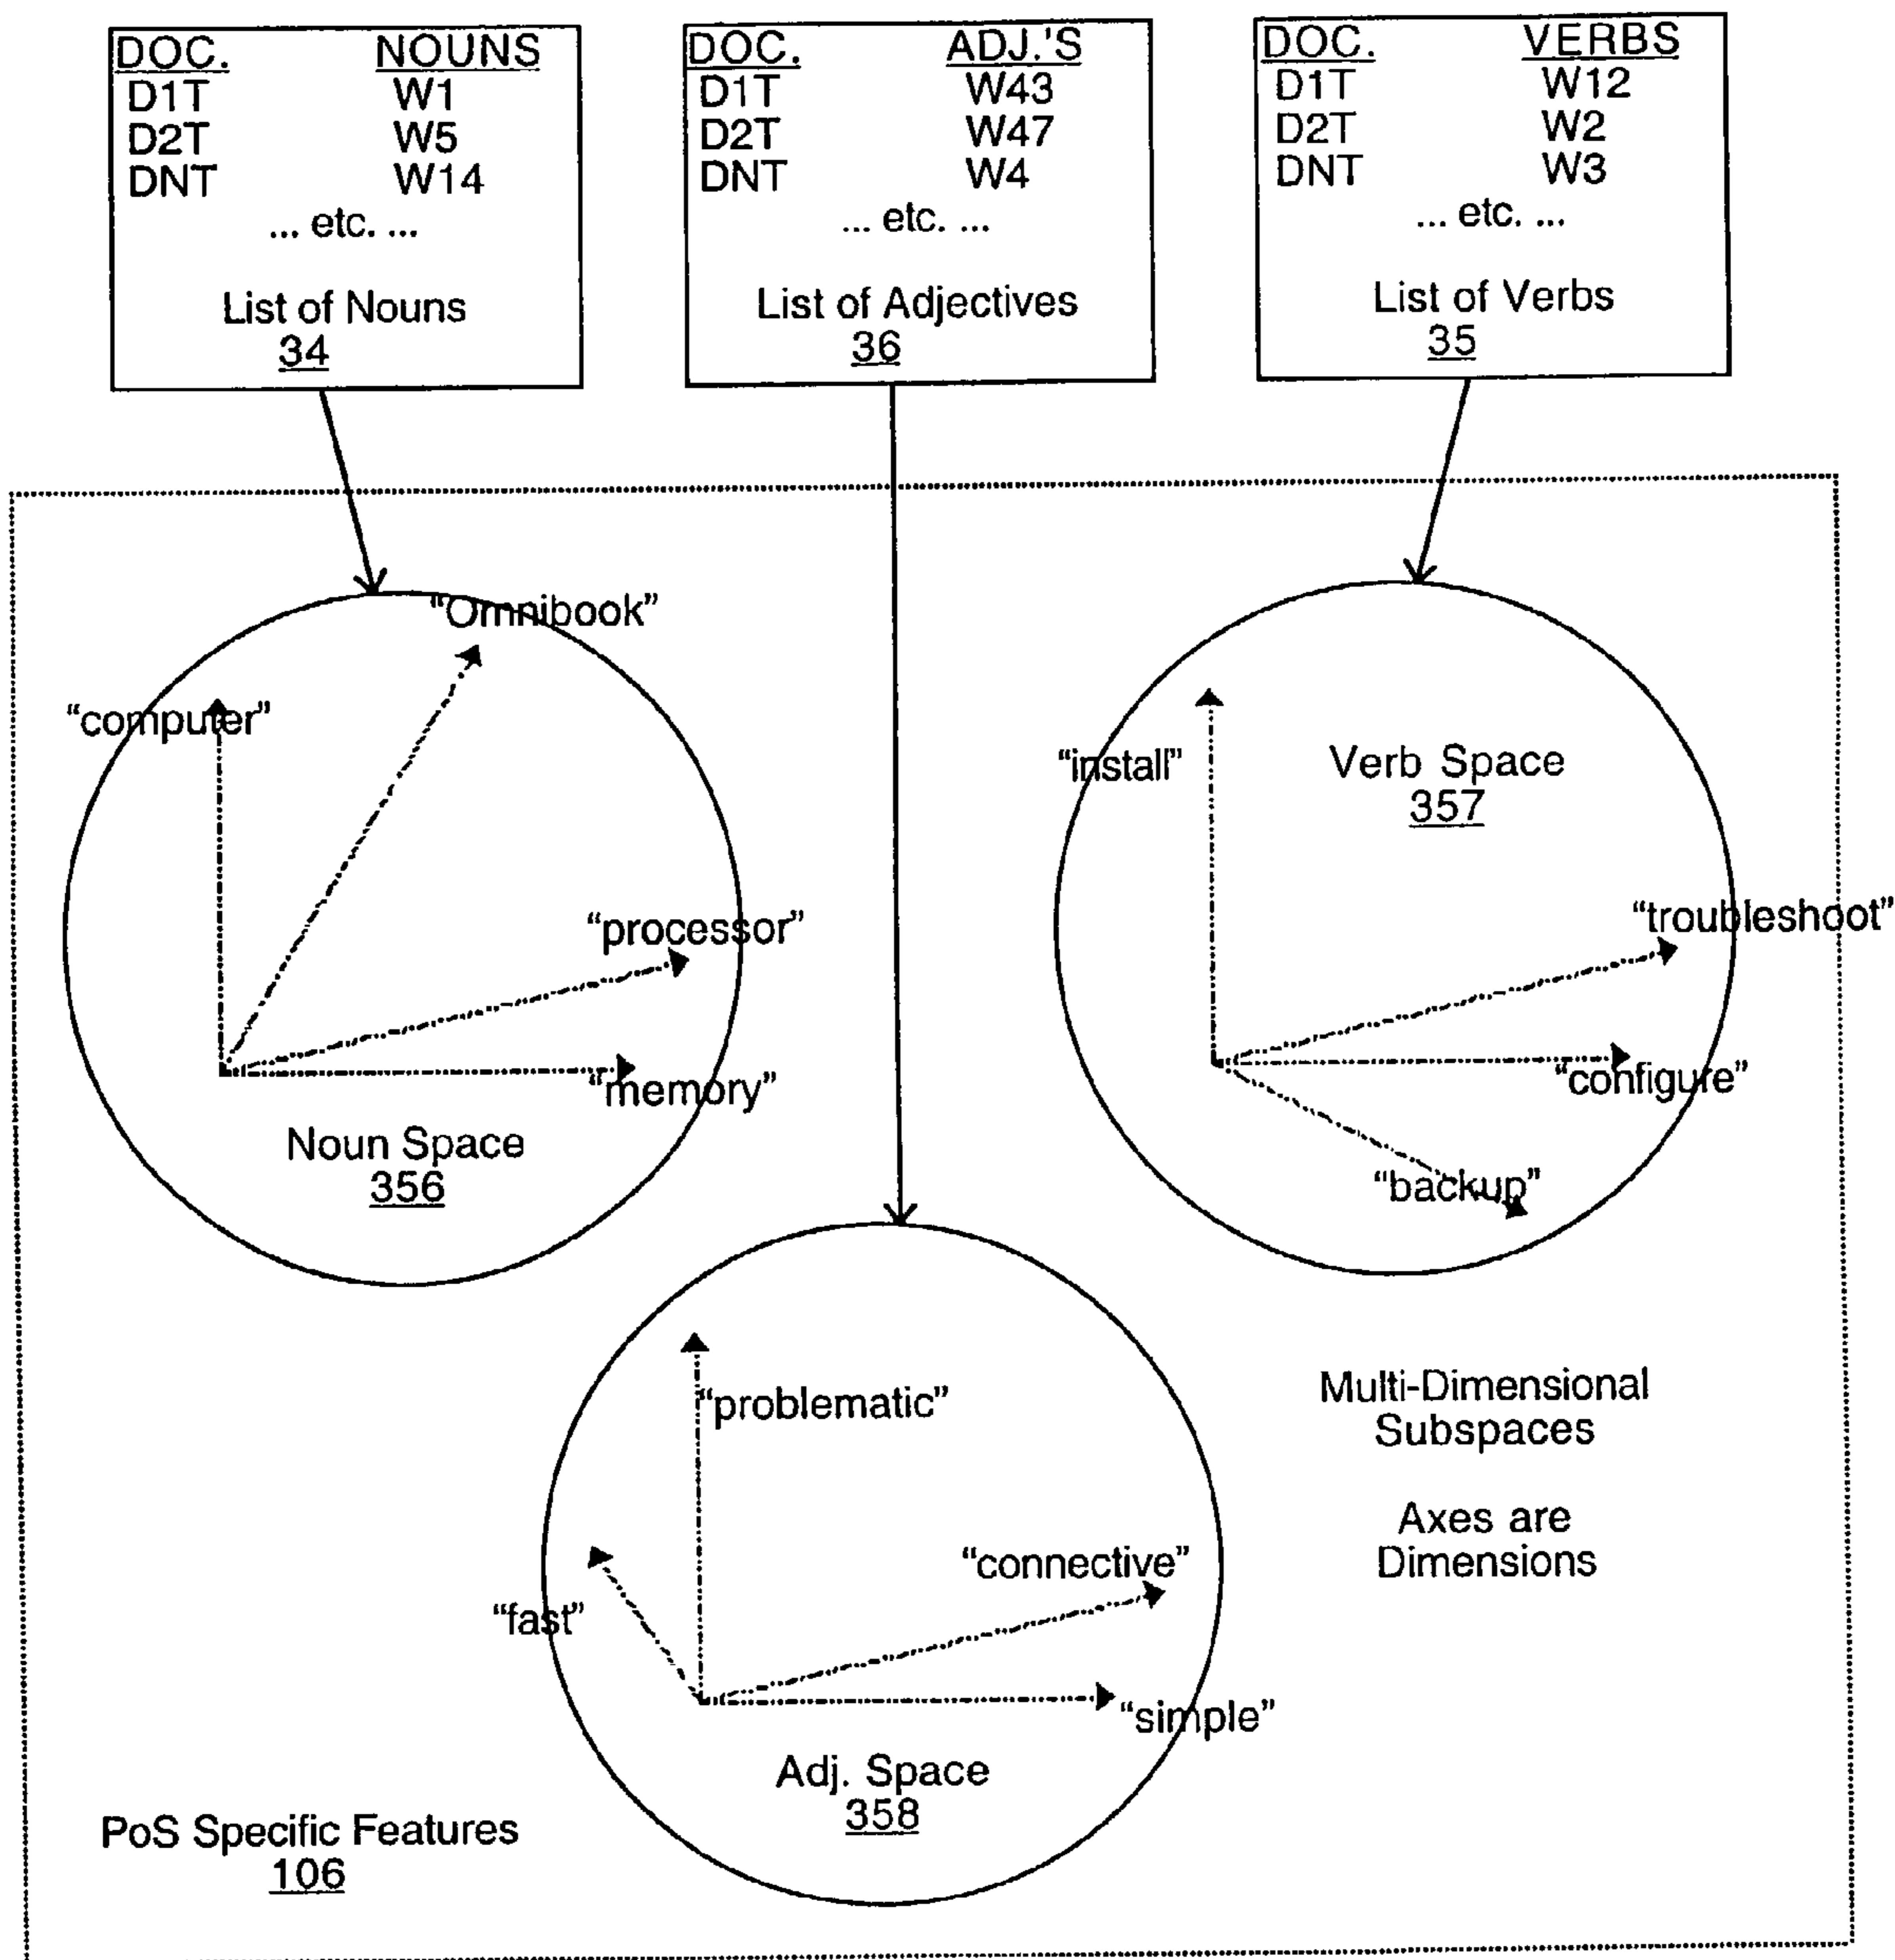 DOC. NOUNS
D1T W1
D2T W5
DNT W14
... etc. ...
List of Nouns
34
DOC. ADJ.'S
D1T W43
D2T W47
DNT W4
... etc. ...
List of Adjectives
36
DOC. VERBS
D1T W12
D2T W2
DNT W3
... etc. ...
List of Verbs
35
“Omnibook”
“computer”
“processor”
“memory”
Noun Space
356
“install”
Verb Space
357
“troubleshoot”
“configure”
“backup”
“problematic”
“connective”
“fast”
“simple”
Adj. Space
358
Multi-Dimensional
Subspaces
Axes are
Dimensions
PoS Specific Features
106